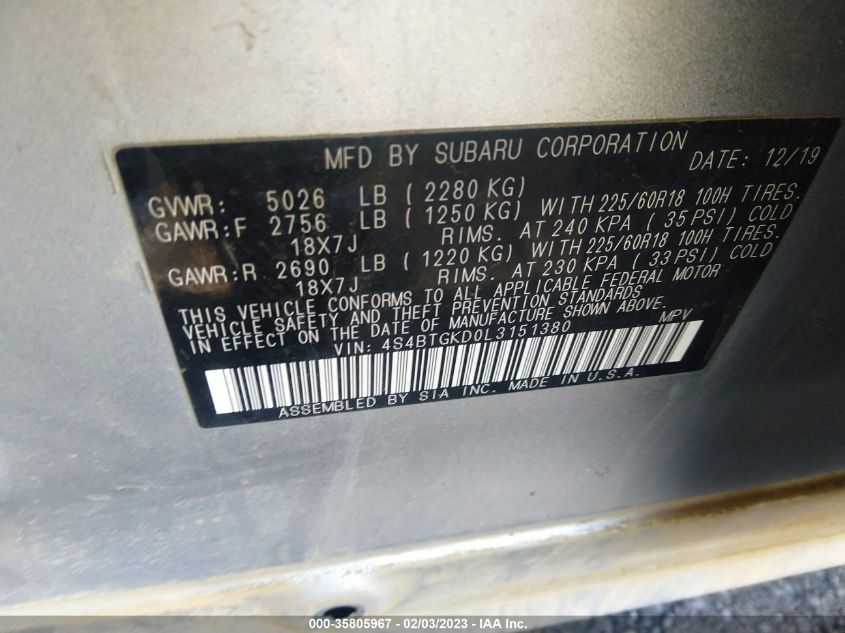 MFD BY SUBARU CORPORATION DATE: 12/19
GVWR: 5026 LB ( 2280 KG)
GAWR:F 2756 LB ( 1250 KG) WITH 225/60R18 100H TIRES.
18X7J RIMS. AT 240 KPA ( 35 PSI) COLD
GAWR:R 2690 LB ( 1220 KG) WITH 225/60R18 100H TIRES.
18X7J RIMS. AT 230 KPA ( 33 PSI) COLD
THIS VEHICLE CONFORMS TO ALL APPLICABLE FEDERAL MOTOR
VEHICLE SAFETY AND THEFT PREVENTION STANDARDS
IN EFFECT ON THE DATE OF MANUFACTURE SHOWN ABOVE.
VIN: 4S4BTGKD0L3151380 MPV
ASSEMBLED BY SIA INC. MADE IN U.S.A.
000-35805967 - 02/03/2023 - IAA Inc.